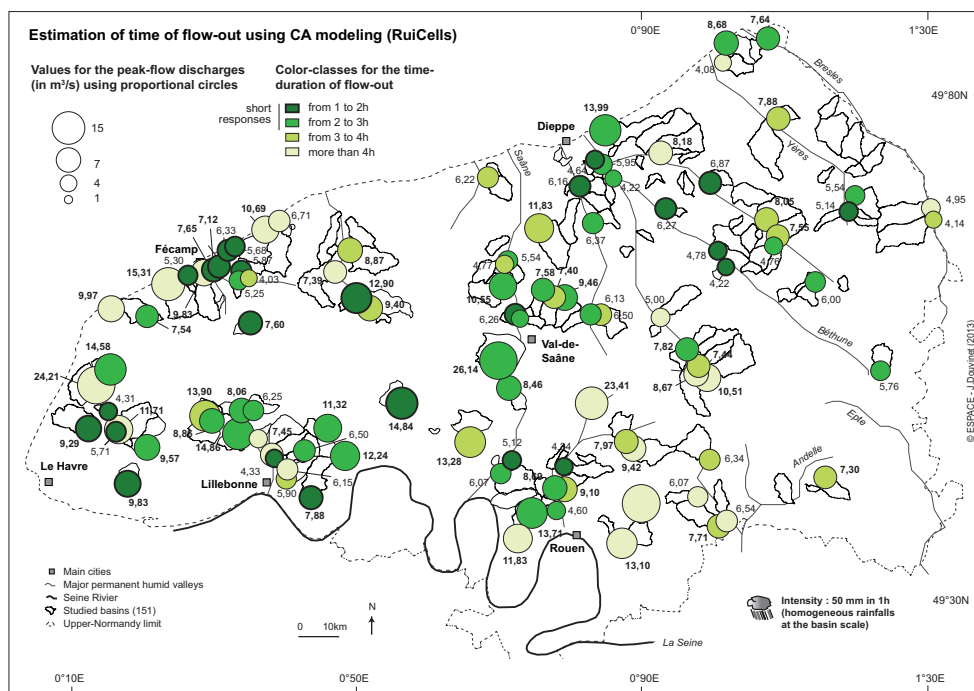 Estimation of time of flow-out using CA modeling (RuiCells)
Values for the peak-flow discharges
(in m³/s) using proportional circles
15
7
4
1
Color-classes for the time-
duration of flow-out
short
responses
from 1 to 2h
from 2 to 3h
from 3 to 4h
more than 4h
0°90E
1°30E
49°80N
© ESPACE - J.Douvinet (2013)
8,68
7,64
4,08
Bresles
7,88
Yères
13,99
Dieppe
8,18
5,95
4,64
6,16
4,22
6,87
6,27
5,54
5,14
4,95
4,14
Saâne
6,22
11,83
6,37
8,05
7,55
4,76
4,78
4,22
6,00
Béthune
5,76
10,69
6,71
7,12
7,65
6,33
Fécamp
5,30
5,68
5,87
4,03
5,25
15,31
9,83
9,97
7,54
7,60
8,87
7,39
12,90
9,40
5,54
4,77
7,58
7,40
9,46
10,55
6,26
6,13
6,50
Val-de-
Saâne
5,00
7,82
7,44
8,67
10,51
26,14
8,46
14,58
24,21
4,31
11,71
9,29
5,71
9,57
9,83
Le Havre
13,90
8,06
6,25
8,86
14,86
7,45
11,32
6,50
12,24
4,33
Lillebonne
5,90
6,15
7,88
14,84
13,28
23,41
5,12
4,34
7,97
9,42
6,07
8,69
9,10
4,60
13,71
11,83
Rouen
13,10
6,34
6,07
6,54
7,71
Epte
Andelle
7,30
Main cities
Major permanent humid valleys
Seine Rivier
Studied basins (151)
Upper-Normandy limit
0 10km
N
La Seine
Intensity : 50 mm in 1h
(homogeneous rainfalls
at the basin scale)
49°30N
0°10E
0°50E
0°90E
1°30E